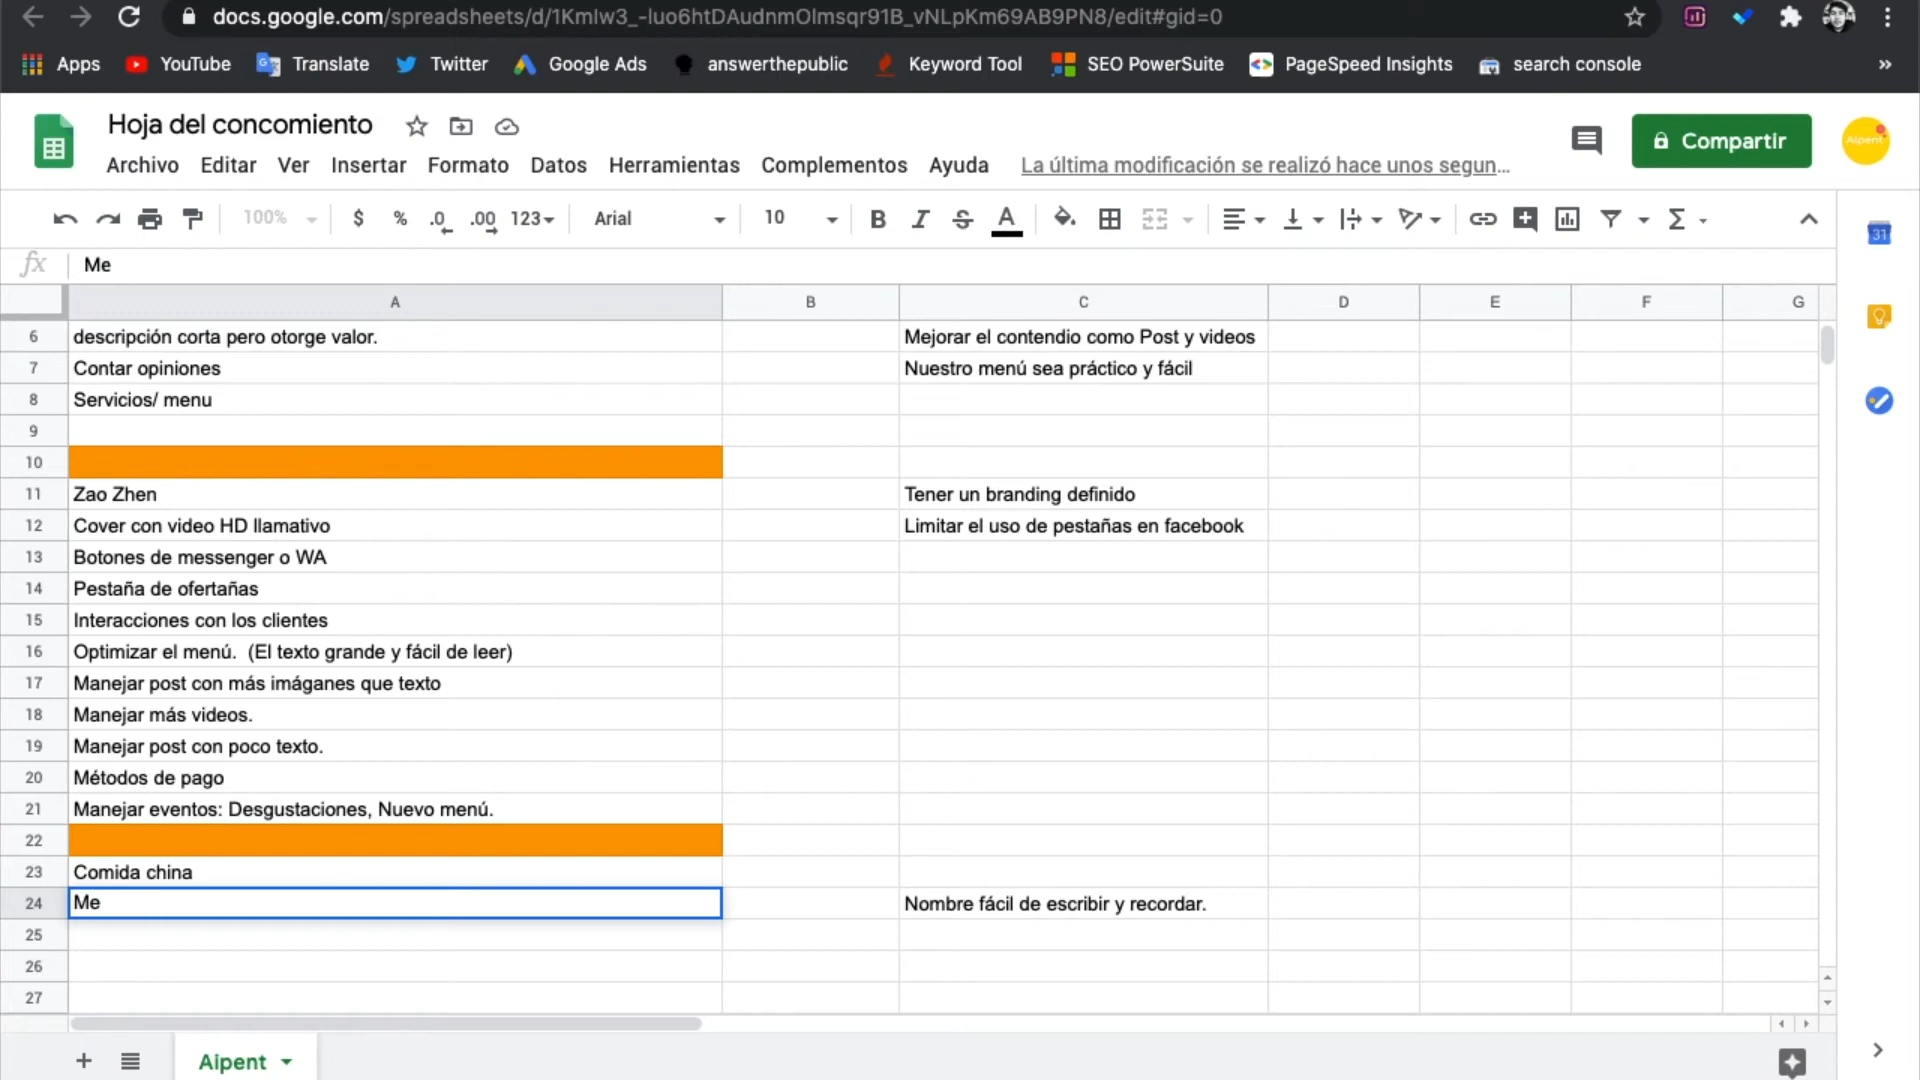 docs.google.com/spreadsheets/d/1Kmlw3_-luo6htDAudnmOlmsqr91B_vNLpKm69AB9PN8/edit#gid=0
Apps YouTube Translate Twitter Google Ads answerthepublic Keyword Tool SEO PowerSuite PageSpeed Insights search console »
Hoja del concomiento
Compartir
Aipent
Archivo Editar Ver Insertar Formato Datos Herramientas Complementos Ayuda La última modificación se realizó hace unos segun...
100% $ % .0 .00 123 Arial 10 B I S A Σ
31
fx Me
A B C D E F G
6 descripción corta pero otorge valor. Mejorar el contendio como Post y videos
7 Contar opiniones Nuestro menú sea práctico y fácil
8 Servicios/ menu
9
10
11 Zao Zhen Tener un branding definido
12 Cover con video HD llamativo Limitar el uso de pestañas en facebook
13 Botones de messenger o WA
14 Pestaña de ofertañas
15 Interacciones con los clientes
16 Optimizar el menú.  (El texto grande y fácil de leer)
17 Manejar post con más imáganes que texto
18 Manejar más videos.
19 Manejar post con poco texto.
20 Métodos de pago
21 Manejar eventos: Desgustaciones, Nuevo menú.
22
23 Comida china
24 Me Nombre fácil de escribir y recordar.
25
26
27
+ Aipent